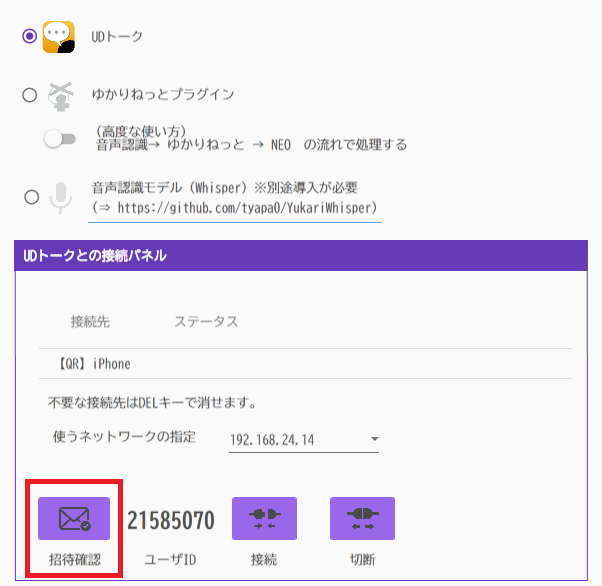 UDトーク
ゆかりねっとプラグイン
(高度な使い方)
音声認識→ ゆかりねっと → NEO の流れで処理する
音声認識モデル (Whisper) ※別途導入が必要
(⇒ https://github.com/tyapa0/YukariWhisper)
UDトークとの接続パネル
接続先 ステータス
【QR】iPhone
不要な接続先はDELキーで消せます。
使うネットワークの指定 192.168.24.14
21585070
招待確認 ユーザID 接続 切断